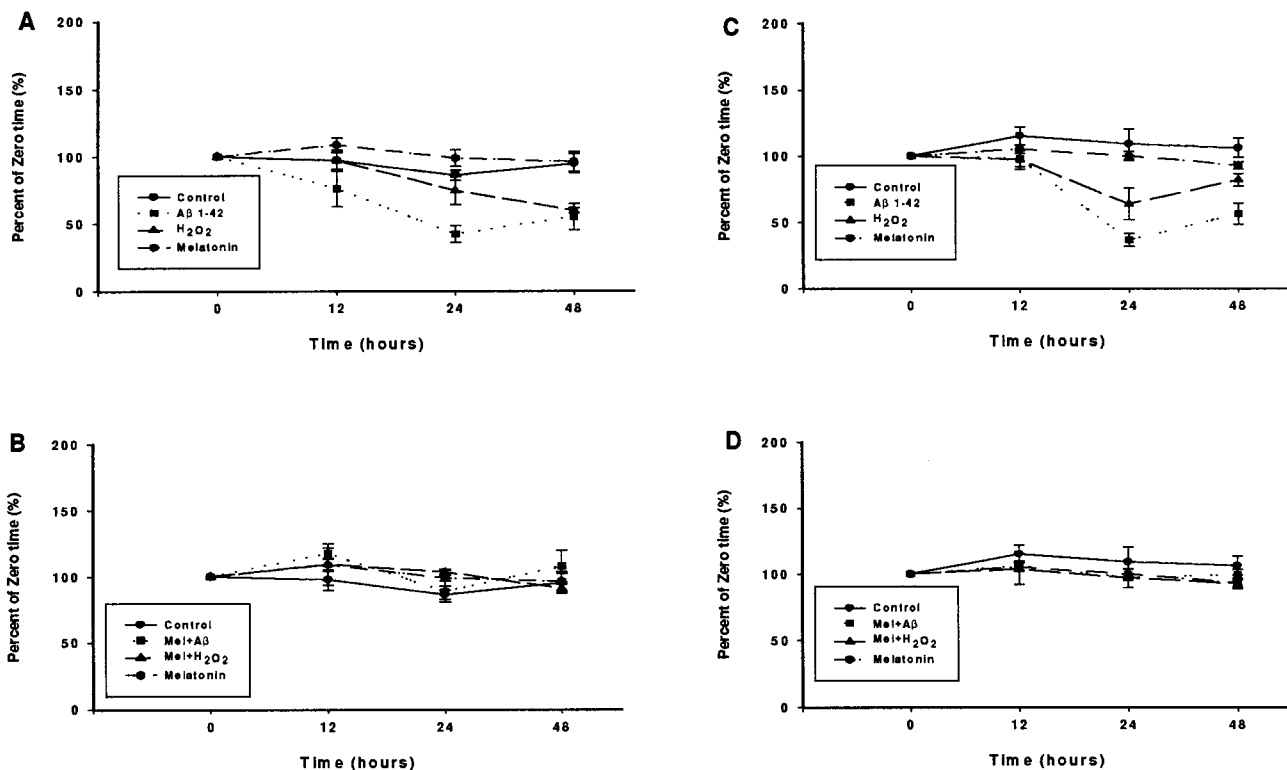 A
Percent of Zero time (%)
200
150
100
50
0
Control
Aβ 1-42
H₂O₂
Melatonin
0 12 24 48
Time (hours)
B
Percent of Zero time (%)
200
150
100
50
0
Control
Mel+Aβ
Mel+H₂O₂
Melatonin
0 12 24 48
Time (hours)
C
Percent of Zero time (%)
200
150
100
50
0
Control
Aβ 1-42
H₂O₂
Melatonin
0 12 24 48
Time (hours)
D
Percent of Zero time (%)
200
150
100
50
0
Control
Mel+Aβ
Mel+H₂O₂
Melatonin
0 12 24 48
Time (hours)